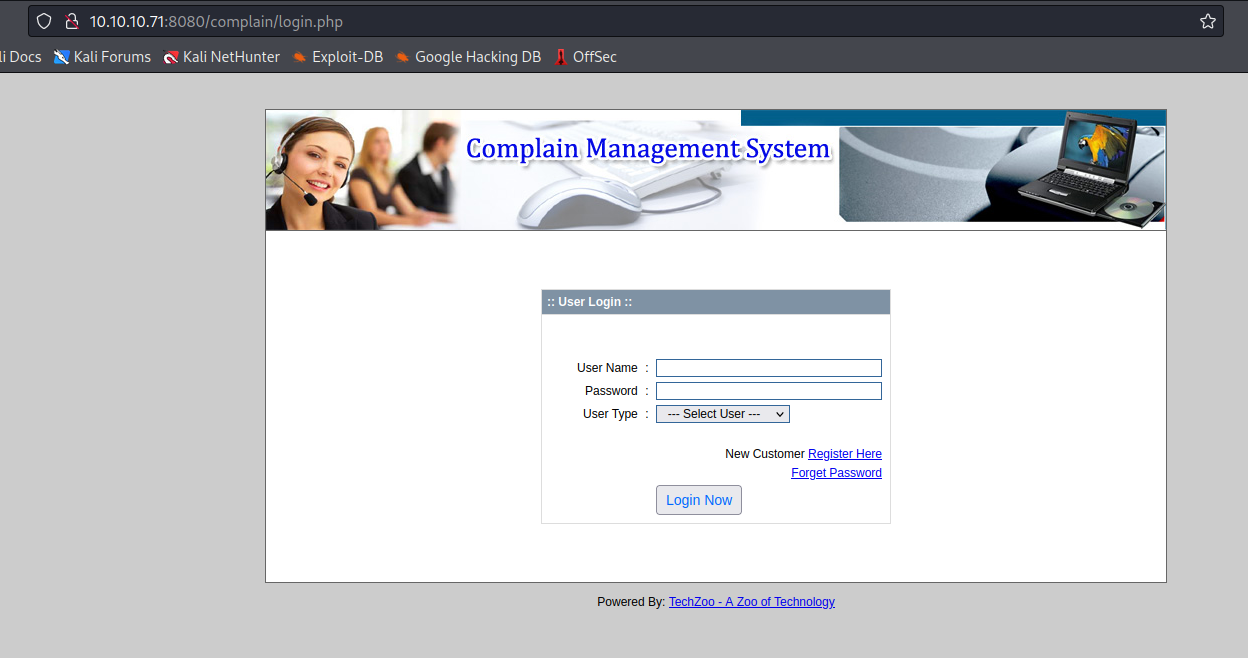 10.10.10.71:8080/complain/login.php
li Docs Kali Forums Kali NetHunter Exploit-DB Google Hacking DB OffSec
Complain Management System
:: User Login ::
User Name :
Password :
User Type : --- Select User ---
New Customer Register Here
Forget Password
Login Now
Powered By: TechZoo - A Zoo of Technology